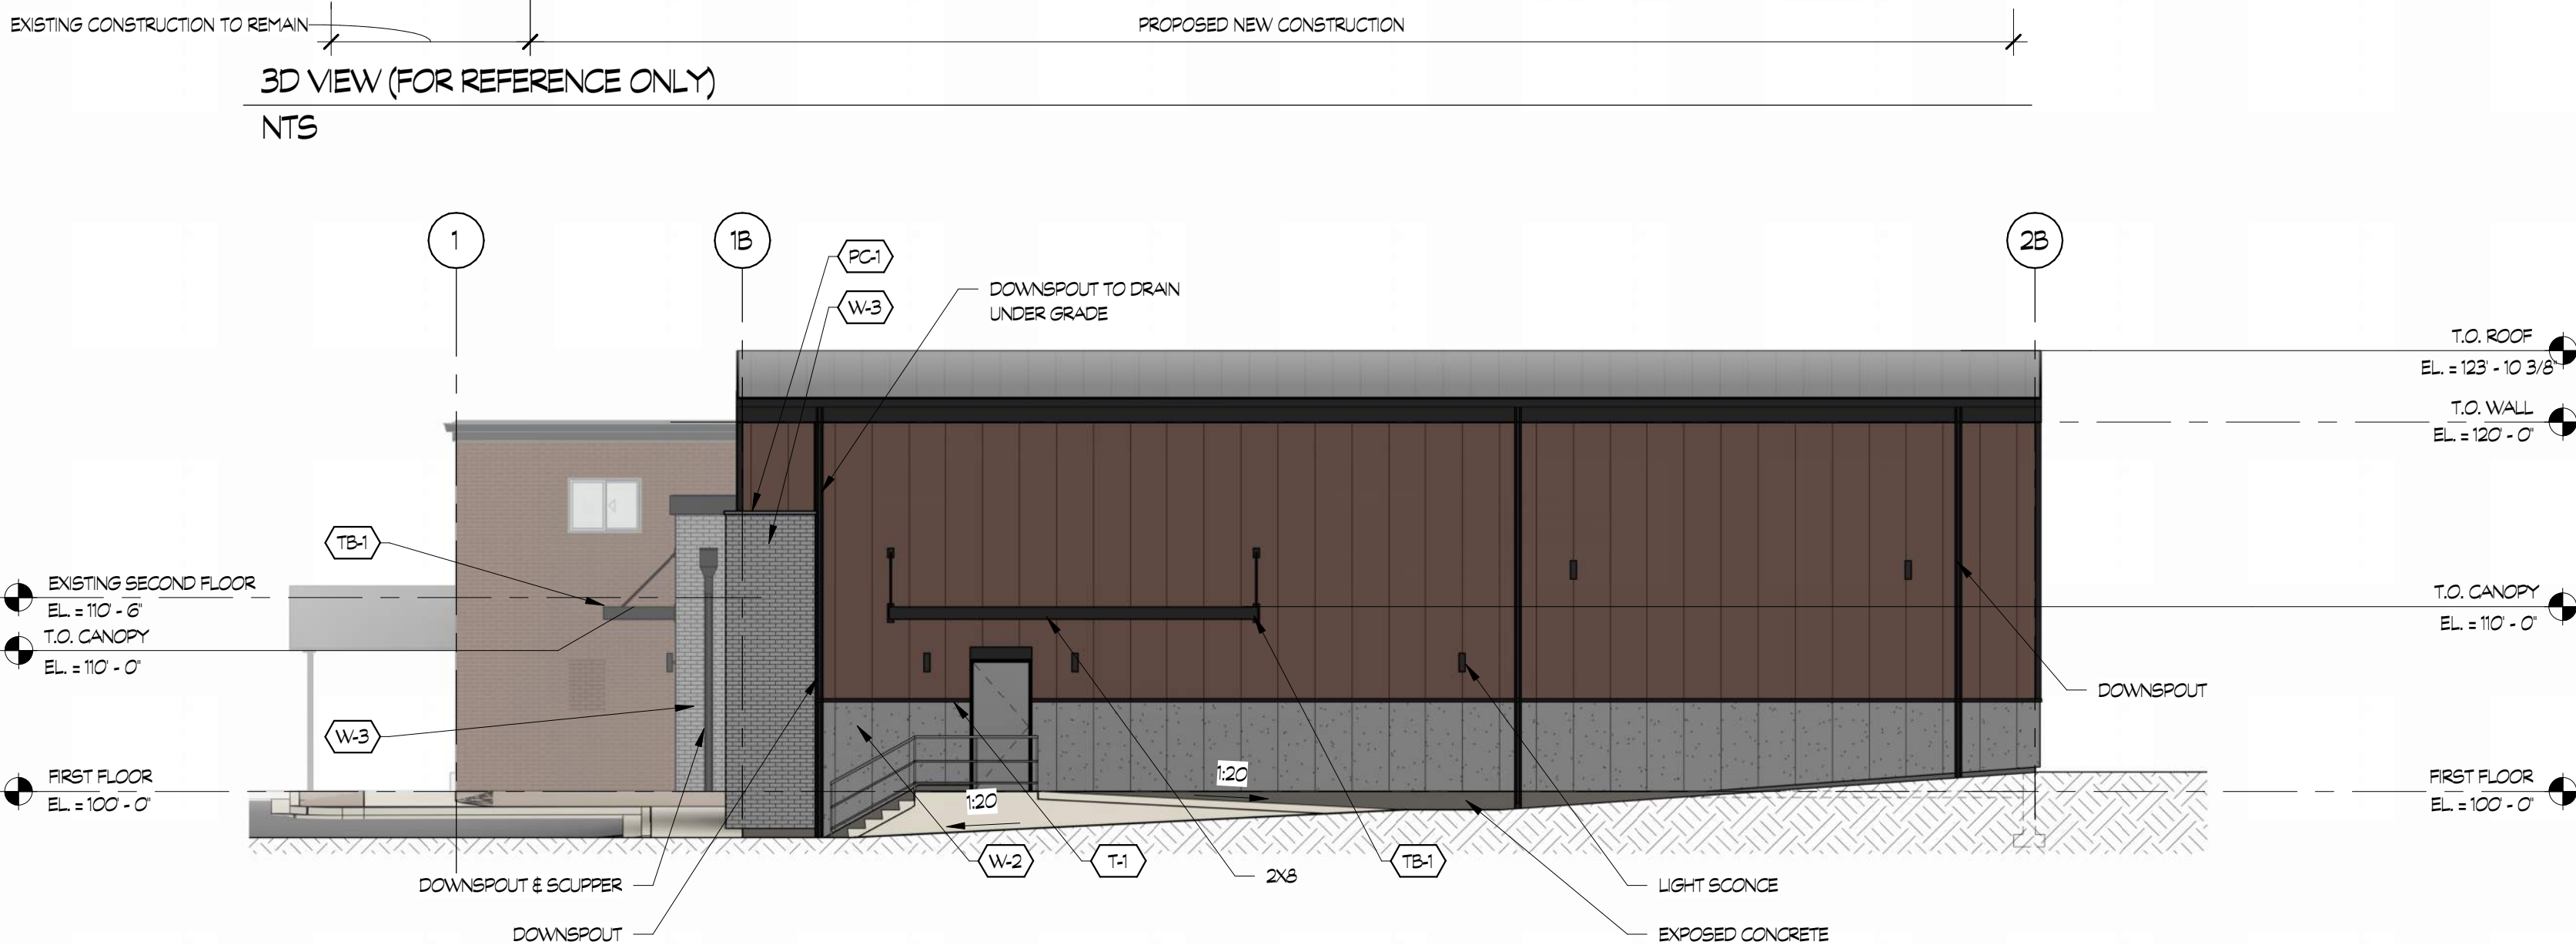 EXISTING CONSTRUCTION TO REMAIN
PROPOSED NEW CONSTRUCTION
3D VIEW (FOR REFERENCE ONLY)
NTS
1
1B
2B
PC-1
W-3
DOWNSPOUT TO DRAIN
UNDER GRADE
T.O. ROOF
EL. = 123' - 10 3/8"
T.O. WALL
EL. = 120' - 0"
TB-1
EXISTING SECOND FLOOR
EL. = 110' - 6"
T.O. CANOPY
EL. = 110' - 0"
T.O. CANOPY
EL. = 110' - 0"
DOWNSPOUT
W-3
FIRST FLOOR
EL. = 100' - 0"
1:20
1:20
FIRST FLOOR
EL. = 100' - 0"
W-2
T-1
2X8
TB-1
DOWNSPOUT & SCUPPER
LIGHT SCONCE
DOWNSPOUT
EXPOSED CONCRETE